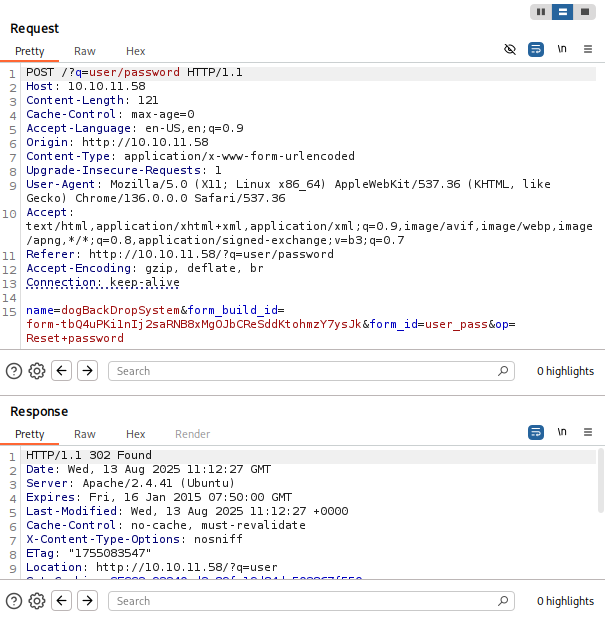 Request
Pretty Raw Hex
\n
1 POST /?q=user/password HTTP/1.1
2 Host: 10.10.11.58
3 Content-Length: 121
4 Cache-Control: max-age=0
5 Accept-Language: en-US,en;q=0.9
6 Origin: http://10.10.11.58
7 Content-Type: application/x-www-form-urlencoded
8 Upgrade-Insecure-Requests: 1
9 User-Agent: Mozilla/5.0 (X11; Linux x86_64) AppleWebKit/537.36 (KHTML, like
Gecko) Chrome/136.0.0.0 Safari/537.36
10 Accept:
text/html,application/xhtml+xml,application/xml;q=0.9,image/avif,image/webp,image
/apng,*/*;q=0.8,application/signed-exchange;v=b3;q=0.7
11 Referer: http://10.10.11.58/?q=user/password
12 Accept-Encoding: gzip, deflate, br
13 Connection: keep-alive
14
15 name=dogBackDropSystem&form_build_id=
form-tbQ4uPKi1nIj2saRNB8xMgOJbCReSddKtohmzY7ysJk&form_id=user_pass&op=
Reset+password
Search
0 highlights
Response
Pretty Raw Hex Render
\n
1 HTTP/1.1 302 Found
2 Date: Wed, 13 Aug 2025 11:12:27 GMT
3 Server: Apache/2.4.41 (Ubuntu)
4 Expires: Fri, 16 Jan 2015 07:50:00 GMT
5 Last-Modified: Wed, 13 Aug 2025 11:12:27 +0000
6 Cache-Control: no-cache, must-revalidate
7 X-Content-Type-Options: nosniff
8 ETag: "1755083547"
9 Location: http://10.10.11.58/?q=user
Search
0 highlights